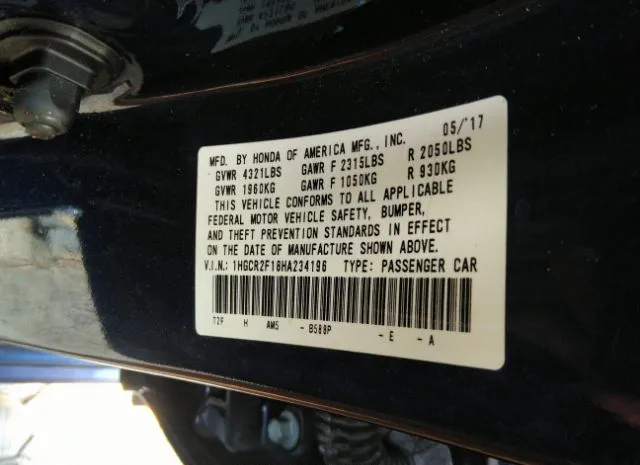 MFD. BY HONDA OF AMERICA MFG., INC. 05/'17
GVWR 4321LBS GAWR F 2315LBS R 2050LBS
GVWR 1960KG GAWR F 1050KG R 930KG
THIS VEHICLE CONFORMS TO ALL APPLICABLE
FEDERAL MOTOR VEHICLE SAFETY, BUMPER,
AND THEFT PREVENTION STANDARDS IN EFFECT
ON THE DATE OF MANUFACTURE SHOWN ABOVE.
V.I.N.: 1HGCR2F18HA234196 TYPE: PASSENGER CAR
T2F H AM5 - B588P - E - A